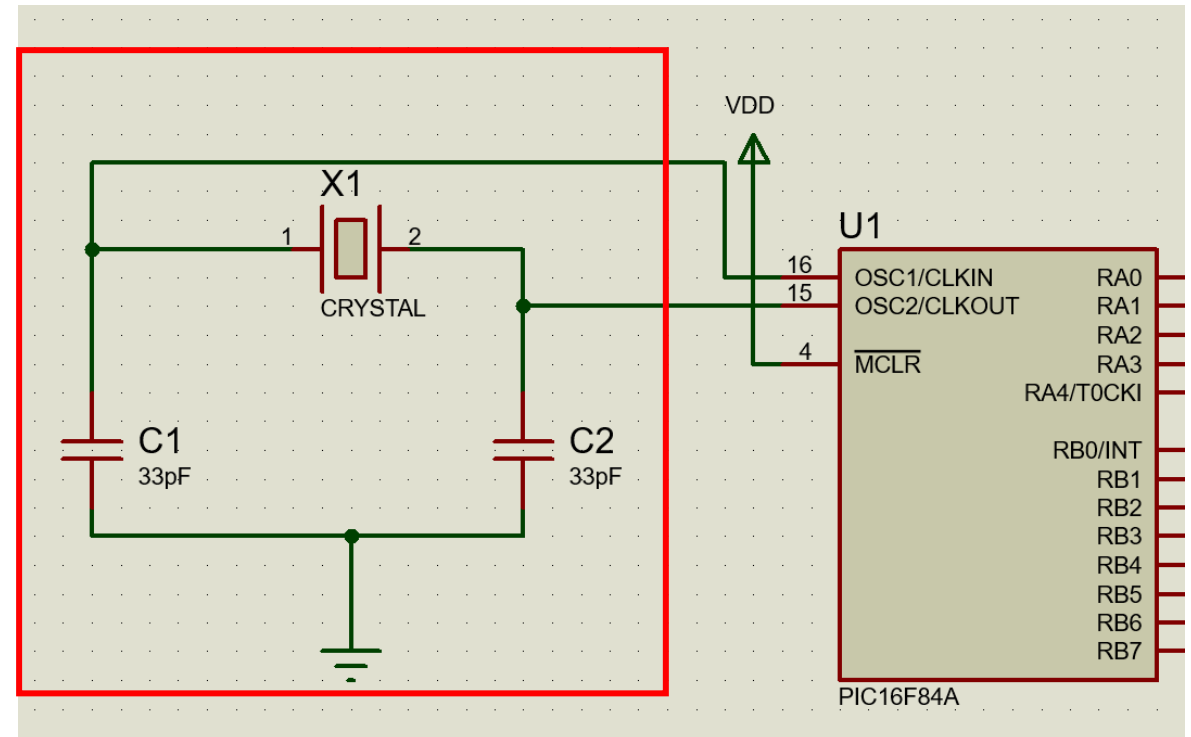 VDD
X1
1
2
CRYSTAL
C1
33pF
C2
33pF
U1
16
OSC1/CLKIN
RA0
15
OSC2/CLKOUT
RA1
RA2
4
MCLR
RA3
RA4/T0CKI
RB0/INT
RB1
RB2
RB3
RB4
RB5
RB6
RB7
PIC16F84A